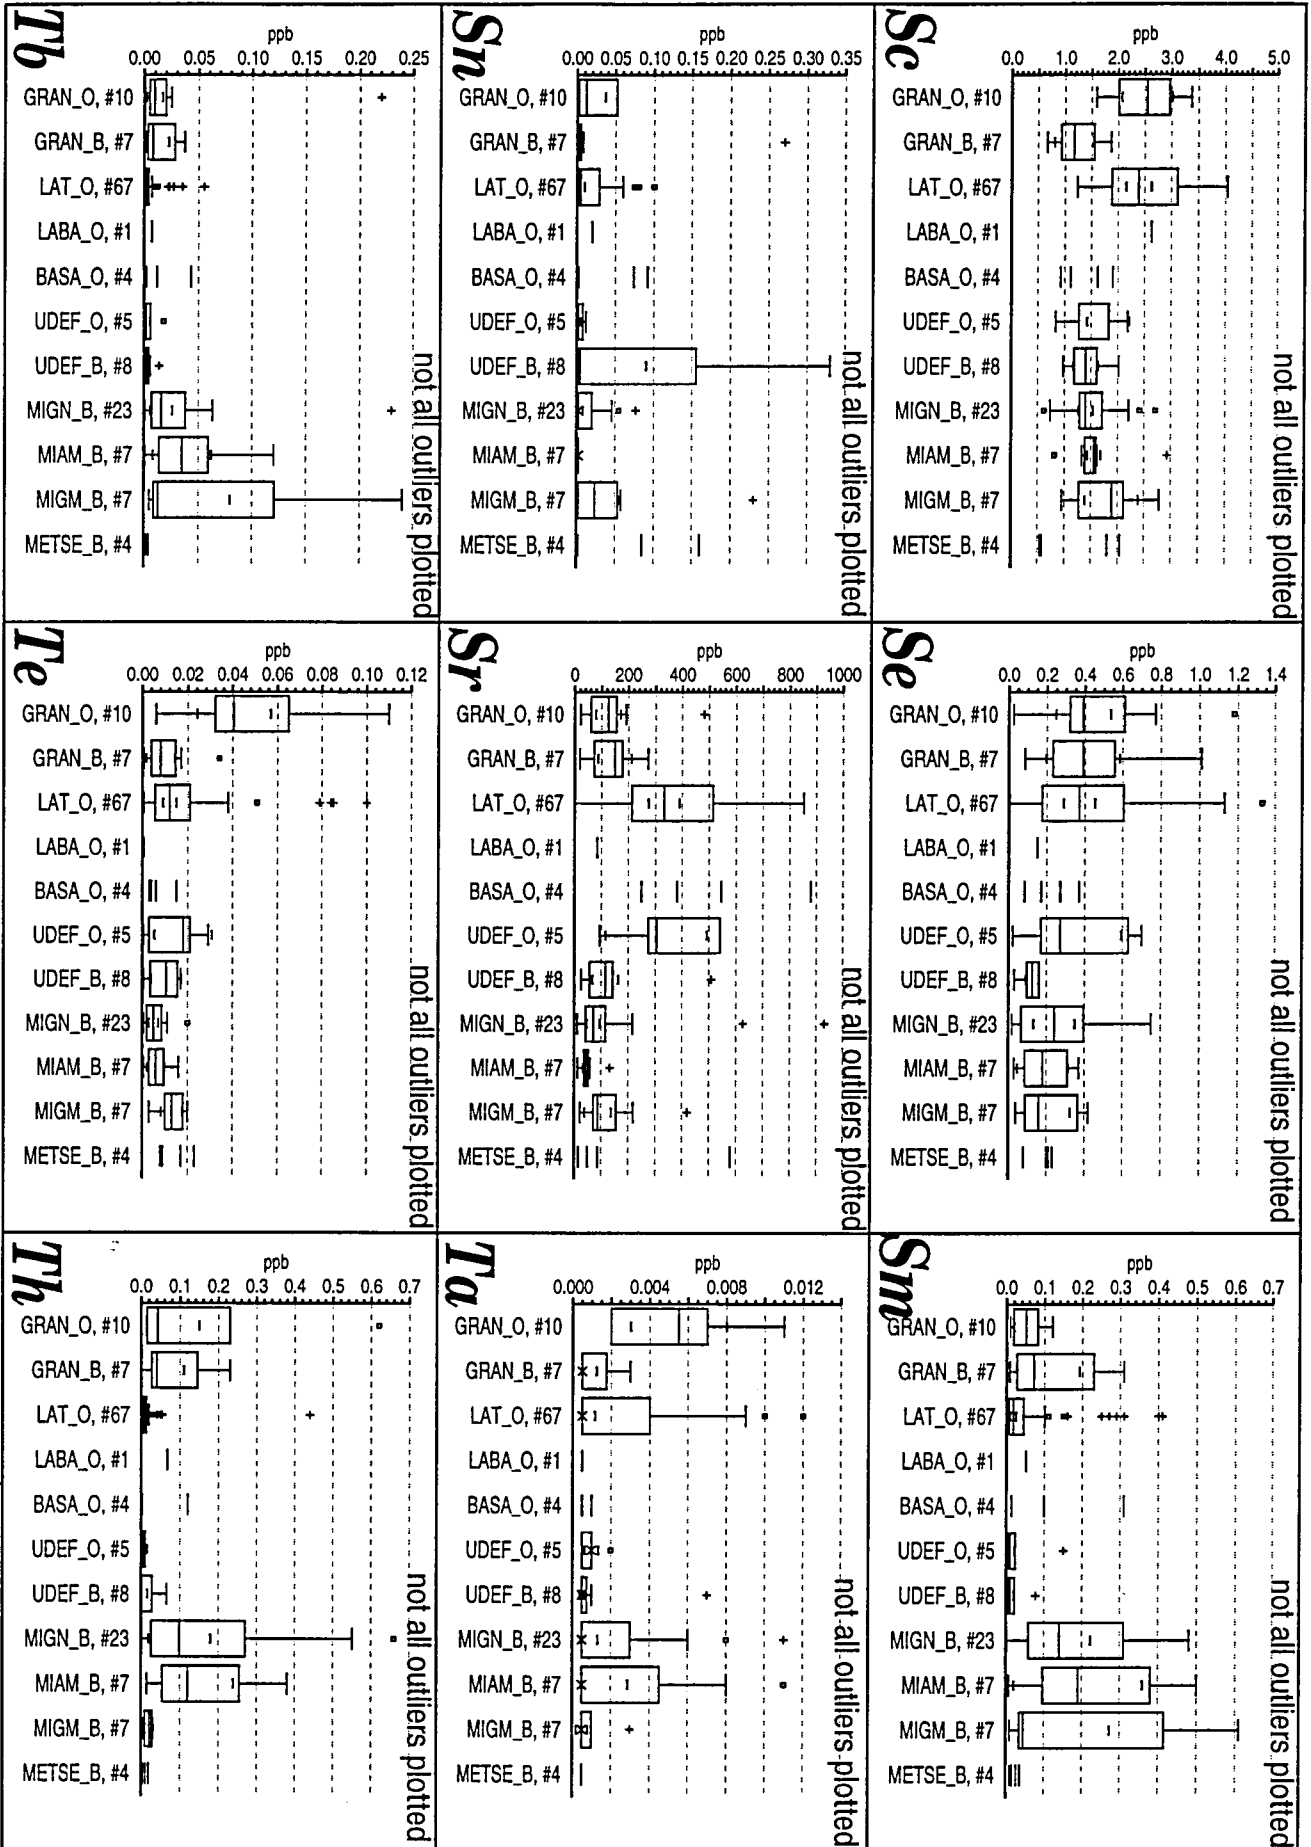 Tb
ppb
0.00 0.05 0.10 0.15 0.20 0.25
GRAN_O, #10
GRAN_B, #7
LAT_O, #67
LABA_O, #1
BASA_O, #4
UDEF_O, #5
UDEF_B, #8
MIGN_B, #23
MIAM_B, #7
MIGM_B, #7
METSE_B, #4
not all outliers plotted
Sn
ppb
0.00 0.05 0.10 0.15 0.20 0.25 0.30 0.35
GRAN_O, #10
GRAN_B, #7
LAT_O, #67
LABA_O, #1
BASA_O, #4
UDEF_O, #5
UDEF_B, #8
MIGN_B, #23
MIAM_B, #7
MIGM_B, #7
METSE_B, #4
not all outliers plotted
Sc
ppb
0.0 1.0 2.0 3.0 4.0 5.0
GRAN_O, #10
GRAN_B, #7
LAT_O, #67
LABA_O, #1
BASA_O, #4
UDEF_O, #5
UDEF_B, #8
MIGN_B, #23
MIAM_B, #7
MIGM_B, #7
METSE_B, #4
not all outliers plotted
Te
ppb
0.00 0.02 0.04 0.06 0.08 0.10 0.12
GRAN_O, #10
GRAN_B, #7
LAT_O, #67
LABA_O, #1
BASA_O, #4
UDEF_O, #5
UDEF_B, #8
MIGN_B, #23
MIAM_B, #7
MIGM_B, #7
METSE_B, #4
not all outliers plotted
Sr
ppb
0 200 400 600 800 1000
GRAN_O, #10
GRAN_B, #7
LAT_O, #67
LABA_O, #1
BASA_O, #4
UDEF_O, #5
UDEF_B, #8
MIGN_B, #23
MIAM_B, #7
MIGM_B, #7
METSE_B, #4
not all outliers plotted
Se
ppb
0.0 0.2 0.4 0.6 0.8 1.0 1.2 1.4
GRAN_O, #10
GRAN_B, #7
LAT_O, #67
LABA_O, #1
BASA_O, #4
UDEF_O, #5
UDEF_B, #8
MIGN_B, #23
MIAM_B, #7
MIGM_B, #7
METSE_B, #4
not all outliers plotted
Th
ppb
0.0 0.1 0.2 0.3 0.4 0.5 0.6 0.7
GRAN_O, #10
GRAN_B, #7
LAT_O, #67
LABA_O, #1
BASA_O, #4
UDEF_O, #5
UDEF_B, #8
MIGN_B, #23
MIAM_B, #7
MIGM_B, #7
METSE_B, #4
not all outliers plotted
Ta
ppb
0.000 0.004 0.008 0.012
GRAN_O, #10
GRAN_B, #7
LAT_O, #67
LABA_O, #1
BASA_O, #4
UDEF_O, #5
UDEF_B, #8
MIGN_B, #23
MIAM_B, #7
MIGM_B, #7
METSE_B, #4
not all outliers plotted
Sm
ppb
0.0 0.1 0.2 0.3 0.4 0.5 0.6 0.7
GRAN_O, #10
GRAN_B, #7
LAT_O, #67
LABA_O, #1
BASA_O, #4
UDEF_O, #5
UDEF_B, #8
MIGN_B, #23
MIAM_B, #7
MIGM_B, #7
METSE_B, #4
not all outliers plotted